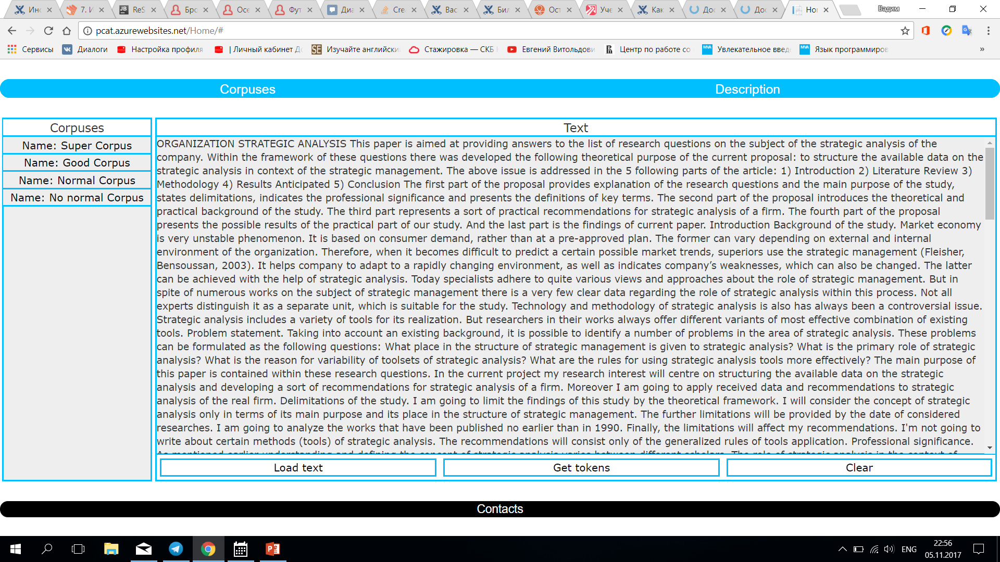 Инс
7. И
ReS
Брс
Осе
Фут
Диа
Crea
Вас
Бил
Ост
Уче
Как
Дос
Дос
Hor
Вадим
pcat.azurewebsites.net/Home/#
Сервисы
Диалоги
Настройка профиля
| Личный кабинет Дс
Изучайте английски
Стажировка — СКБ
Евгений Витольдови
Центр по работе со
Увлекательное введ
Язык программиров
»
Corpuses Description
Corpuses
Name: Super Corpus
Name: Good Corpus
Name: Normal Corpus
Name: No normal Corpus
Text
ORGANIZATION STRATEGIC ANALYSIS This paper is aimed at providing answers to the list of research questions on the subject of the strategic analysis of the
company. Within the framework of these questions there was developed the following theoretical purpose of the current proposal: to structure the available data on the
strategic analysis in context of the strategic management. The above issue is addressed in the 5 following parts of the article: 1) Introduction 2) Literature Review 3)
Methodology 4) Results Anticipated 5) Conclusion The first part of the proposal provides explanation of the research questions and the main purpose of the study,
states delimitations, indicates the professional significance and presents the definitions of key terms. The second part of the proposal introduces the theoretical and
practical background of the study. The third part represents a sort of practical recommendations for strategic analysis of a firm. The fourth part of the proposal
presents the possible results of the practical part of our study. And the last part is the findings of current paper. Introduction Background of the study. Market economy
is very unstable phenomenon. It is based on consumer demand, rather than at a pre-approved plan. The former can vary depending on external and internal
environment of the organization. Therefore, when it becomes difficult to predict a certain possible market trends, superiors use the strategic management (Fleisher,
Bensoussan, 2003). It helps company to adapt to a rapidly changing environment, as well as indicates company’s weaknesses, which can also be changed. The latter
can be achieved with the help of strategic analysis. Today specialists adhere to quite various views and approaches about the role of strategic management. But in
spite of numerous works on the subject of strategic management there is a very few clear data regarding the role of strategic analysis within this process. Not all
experts distinguish it as a separate unit, which is suitable for the study. Technology and methodology of strategic analysis is also has always been a controversial issue.
Strategic analysis includes a variety of tools for its realization. But researchers in their works always offer different variants of most effective combination of existing
tools. Problem statement. Taking into account an existing background, it is possible to identify a number of problems in the area of strategic analysis. These problems
can be formulated as the following questions: What place in the structure of strategic management is given to strategic analysis? What is the primary role of strategic
analysis? What is the reason for variability of toolsets of strategic analysis? What are the rules for using strategic analysis tools more effectively? The main purpose of
this paper is contained within these research questions. In the current project my research interest will centre on structuring the available data on the strategic
analysis and developing a sort of recommendations for strategic analysis of a firm. Moreover I am going to apply received data and recommendations to strategic
analysis of the real firm. Delimitations of the study. I am going to limit the findings of this study by the theoretical framework. I will consider the concept of strategic
analysis only in terms of its main purpose and its place in the structure of strategic management. The further limitations will be provided by the date of considered
researches. I am going to analyze the works that have been published no earlier than in 1990. Finally, the limitations will affect my recommendations. I'm not going to
write about certain methods (tools) of strategic analysis. The recommendations will consist only of the generalized rules of tools application. Professional significance.
As mentioned earlier understanding and defining the concept of strategic analysis varies between different scholars. The role of strategic analysis in the context of
Load text Get tokens Clear
Contacts
ENG
22:56
05.11.2017